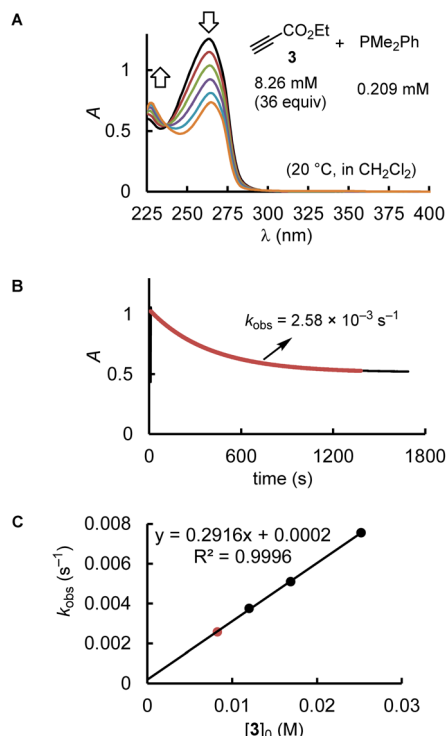 A
CO2Et
+
PMe2Ph
3
8.26 mM
0.209 mM
(36 equiv)
1
0.5
0
A
(20 °C, in CH2Cl2)
225 250 275 300 325 350 375 400
λ (nm)
B
1
0.5
0
A
kobs = 2.58 × 10–3 s–1
0 600 1200 1800
time (s)
C
0.008
0.006
0.004
0.002
0
kobs (s–1)
y = 0.2916x + 0.0002
R² = 0.9996
0 0.01 0.02 0.03
[3]0 (M)